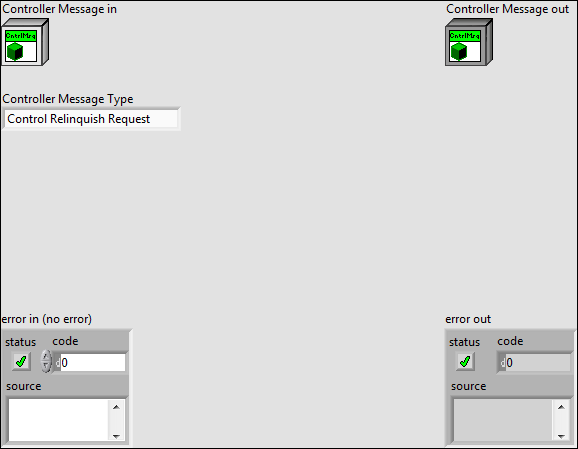 Controller Message in
Controller Message out
CntrlMsg
CntrlMsg
Controller Message Type
Control Relinquish Request
error in (no error)
error out
status code
status code
d0
d0
source
source